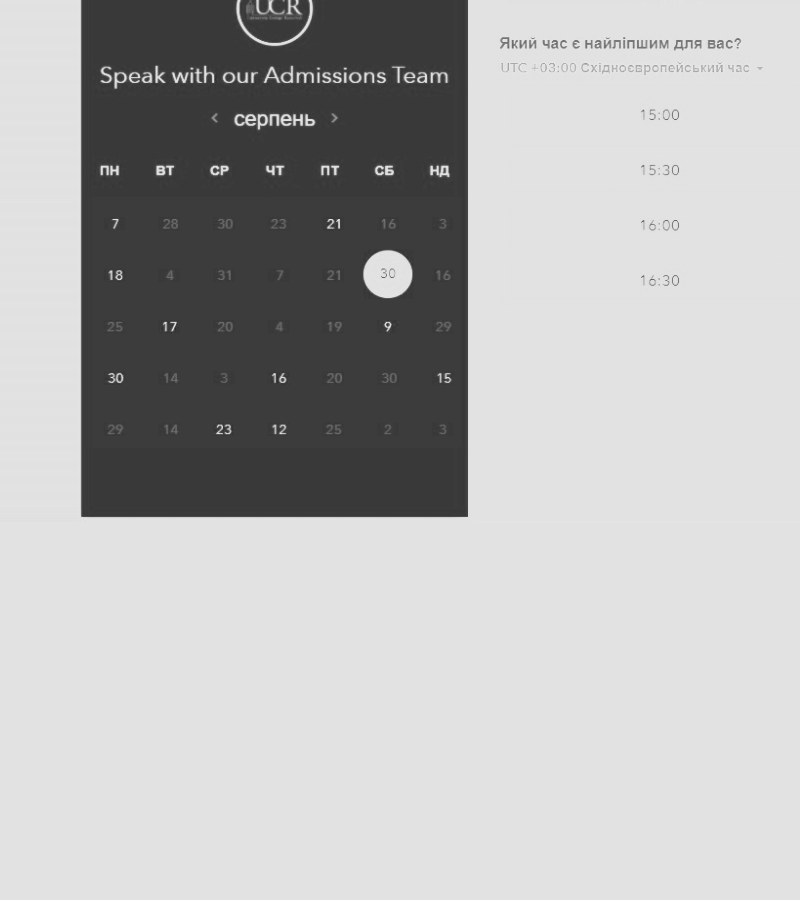 UCR
Speak with our Admissions Team
< серпень >
ПН ВТ СР ЧТ ПТ СБ НД
7 28 30 23 21 16 3
18 4 31 7 21 30 16
25 17 20 4 19 9 29
30 14 3 16 20 30 15
29 14 23 12 25 2 3
Який час є найліпшим для вас?
UTC +03:00 Східноєвропейський час
15:00
15:30
16:00
16:30